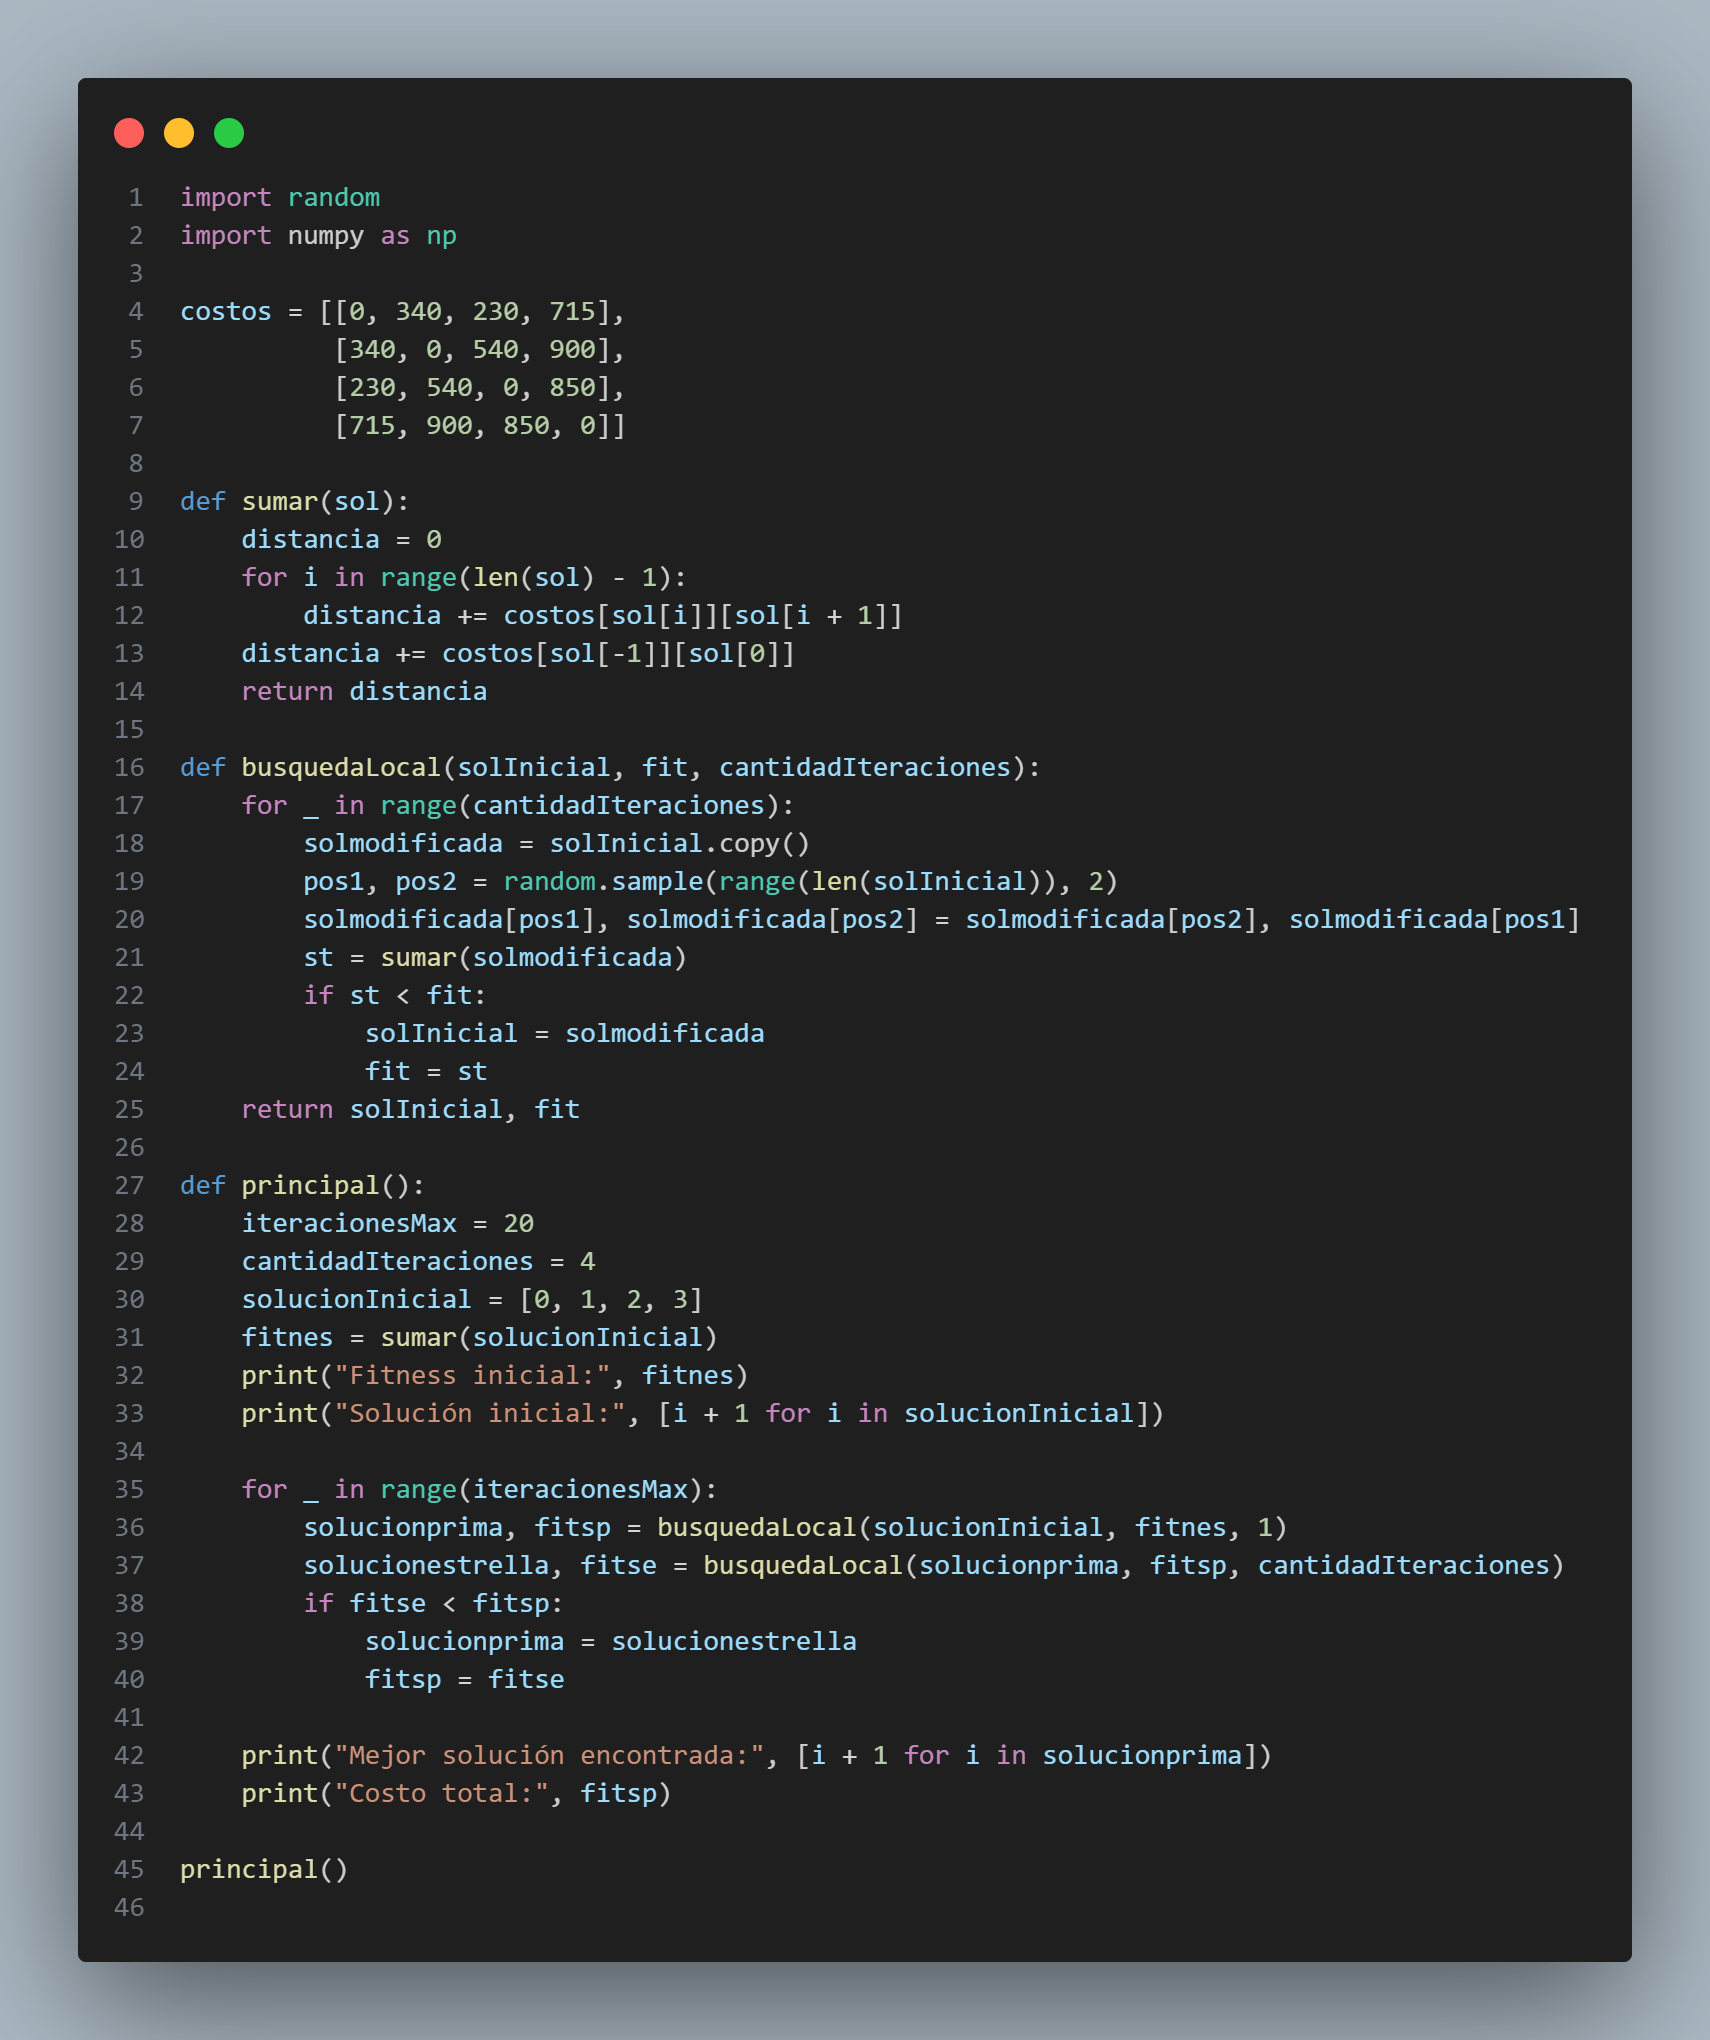 1 import random
2 import numpy as np
3
4 costos = [[0, 340, 230, 715],
5           [340, 0, 540, 900],
6           [230, 540, 0, 850],
7           [715, 900, 850, 0]]
8
9 def sumar(sol):
10     distancia = 0
11     for i in range(len(sol) - 1):
12         distancia += costos[sol[i]][sol[i + 1]]
13     distancia += costos[sol[-1]][sol[0]]
14     return distancia
15
16 def busquedaLocal(solInicial, fit, cantidadIteraciones):
17     for _ in range(cantidadIteraciones):
18         solmodificada = solInicial.copy()
19         pos1, pos2 = random.sample(range(len(solInicial)), 2)
20         solmodificada[pos1], solmodificada[pos2] = solmodificada[pos2], solmodificada[pos1]
21         st = sumar(solmodificada)
22         if st < fit:
23             solInicial = solmodificada
24             fit = st
25     return solInicial, fit
26
27 def principal():
28     iteracionesMax = 20
29     cantidadIteraciones = 4
30     solucionInicial = [0, 1, 2, 3]
31     fitnes = sumar(solucionInicial)
32     print("Fitness inicial:", fitnes)
33     print("Solución inicial:", [i + 1 for i in solucionInicial])
34
35     for _ in range(iteracionesMax):
36         solucionprima, fitsp = busquedaLocal(solucionInicial, fitnes, 1)
37         solucionestrella, fitse = busquedaLocal(solucionprima, fitsp, cantidadIteraciones)
38         if fitse < fitsp:
39             solucionprima = solucionestrella
40             fitsp = fitse
41
42     print("Mejor solución encontrada:", [i + 1 for i in solucionprima])
43     print("Costo total:", fitsp)
44
45 principal()
46